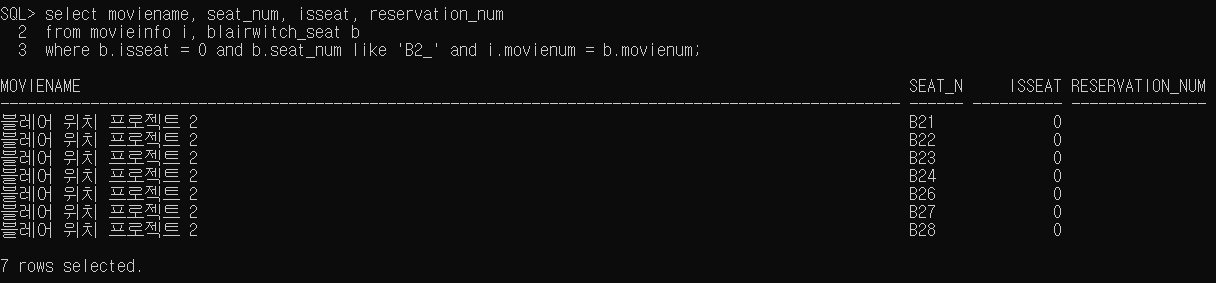 SQL> select moviename, seat_num, isseat, reservation_num
2 from movieinfo i, blairwitch_seat b
3 where b.isseat = 0 and b.seat_num like 'B2_' and i.movienum = b.movienum;
MOVIENAME SEAT_N ISSEAT RESERVATION_NUM
---------------------------------------------------------------------------------------------------- ------ ---------- ---------------
블레어 위치 프로젝트 2 B21 0
블레어 위치 프로젝트 2 B22 0
블레어 위치 프로젝트 2 B23 0
블레어 위치 프로젝트 2 B24 0
블레어 위치 프로젝트 2 B26 0
블레어 위치 프로젝트 2 B27 0
블레어 위치 프로젝트 2 B28 0
7 rows selected.